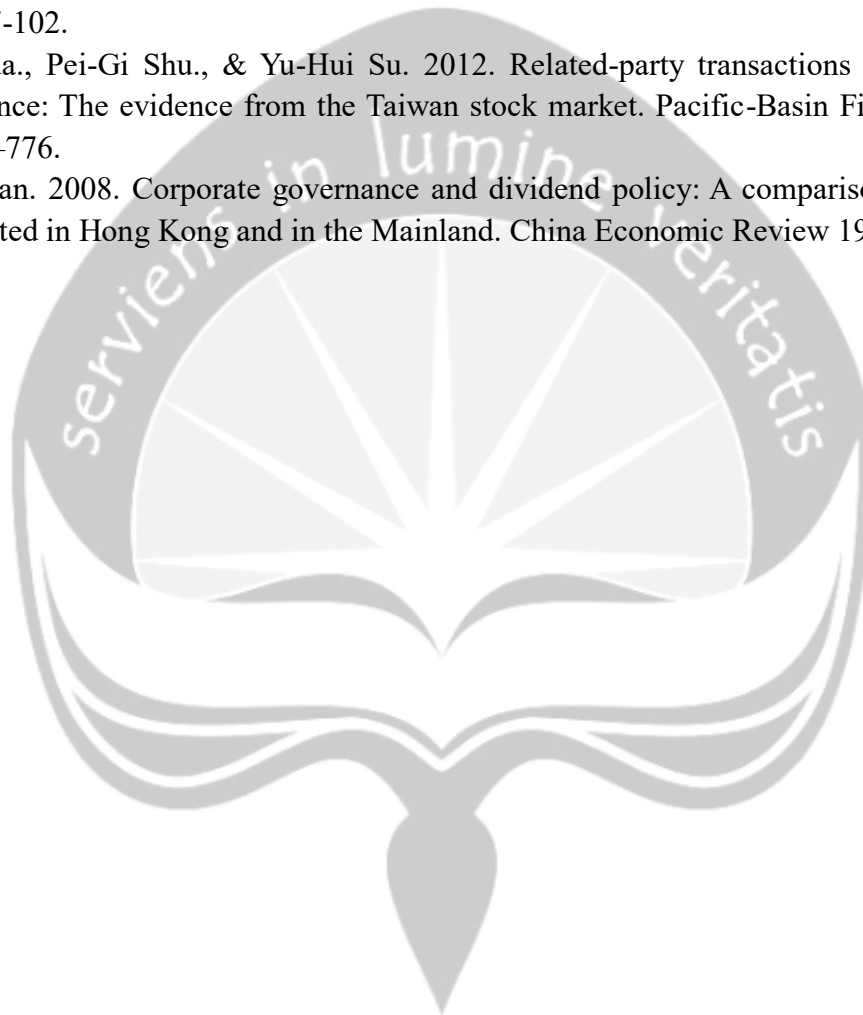 -102.
a., Pei-Gi Shu., & Yu-Hui Su. 2012. Related-party transactions
nce: The evidence from the Taiwan stock market. Pacific-Basin Fi
-776.
an. 2008. Corporate governance and dividend policy: A comparis
ted in Hong Kong and in the Mainland. China Economic Review 19
serviens in lumine veritatis